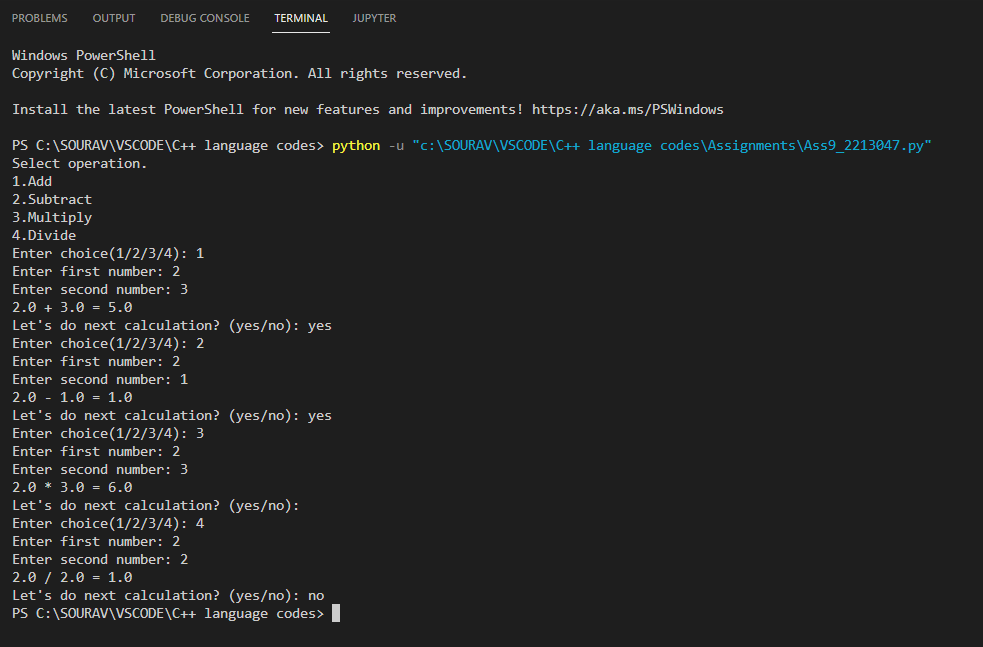 PROBLEMS OUTPUT DEBUG CONSOLE TERMINAL JUPYTER
Windows PowerShell
Copyright (C) Microsoft Corporation. All rights reserved.
Install the latest PowerShell for new features and improvements! https://aka.ms/PSWindows
PS C:\SOURAV\VSCODE\C++ language codes> python -u "c:\SOURAV\VSCODE\C++ language codes\Assignments\Ass9_2213047.py"
Select operation.
1.Add
2.Subtract
3.Multiply
4.Divide
Enter choice(1/2/3/4): 1
Enter first number: 2
Enter second number: 3
2.0 + 3.0 = 5.0
Let's do next calculation? (yes/no): yes
Enter choice(1/2/3/4): 2
Enter first number: 2
Enter second number: 1
2.0 - 1.0 = 1.0
Let's do next calculation? (yes/no): yes
Enter choice(1/2/3/4): 3
Enter first number: 2
Enter second number: 3
2.0 * 3.0 = 6.0
Let's do next calculation? (yes/no):
Enter choice(1/2/3/4): 4
Enter first number: 2
Enter second number: 2
2.0 / 2.0 = 1.0
Let's do next calculation? (yes/no): no
PS C:\SOURAV\VSCODE\C++ language codes>